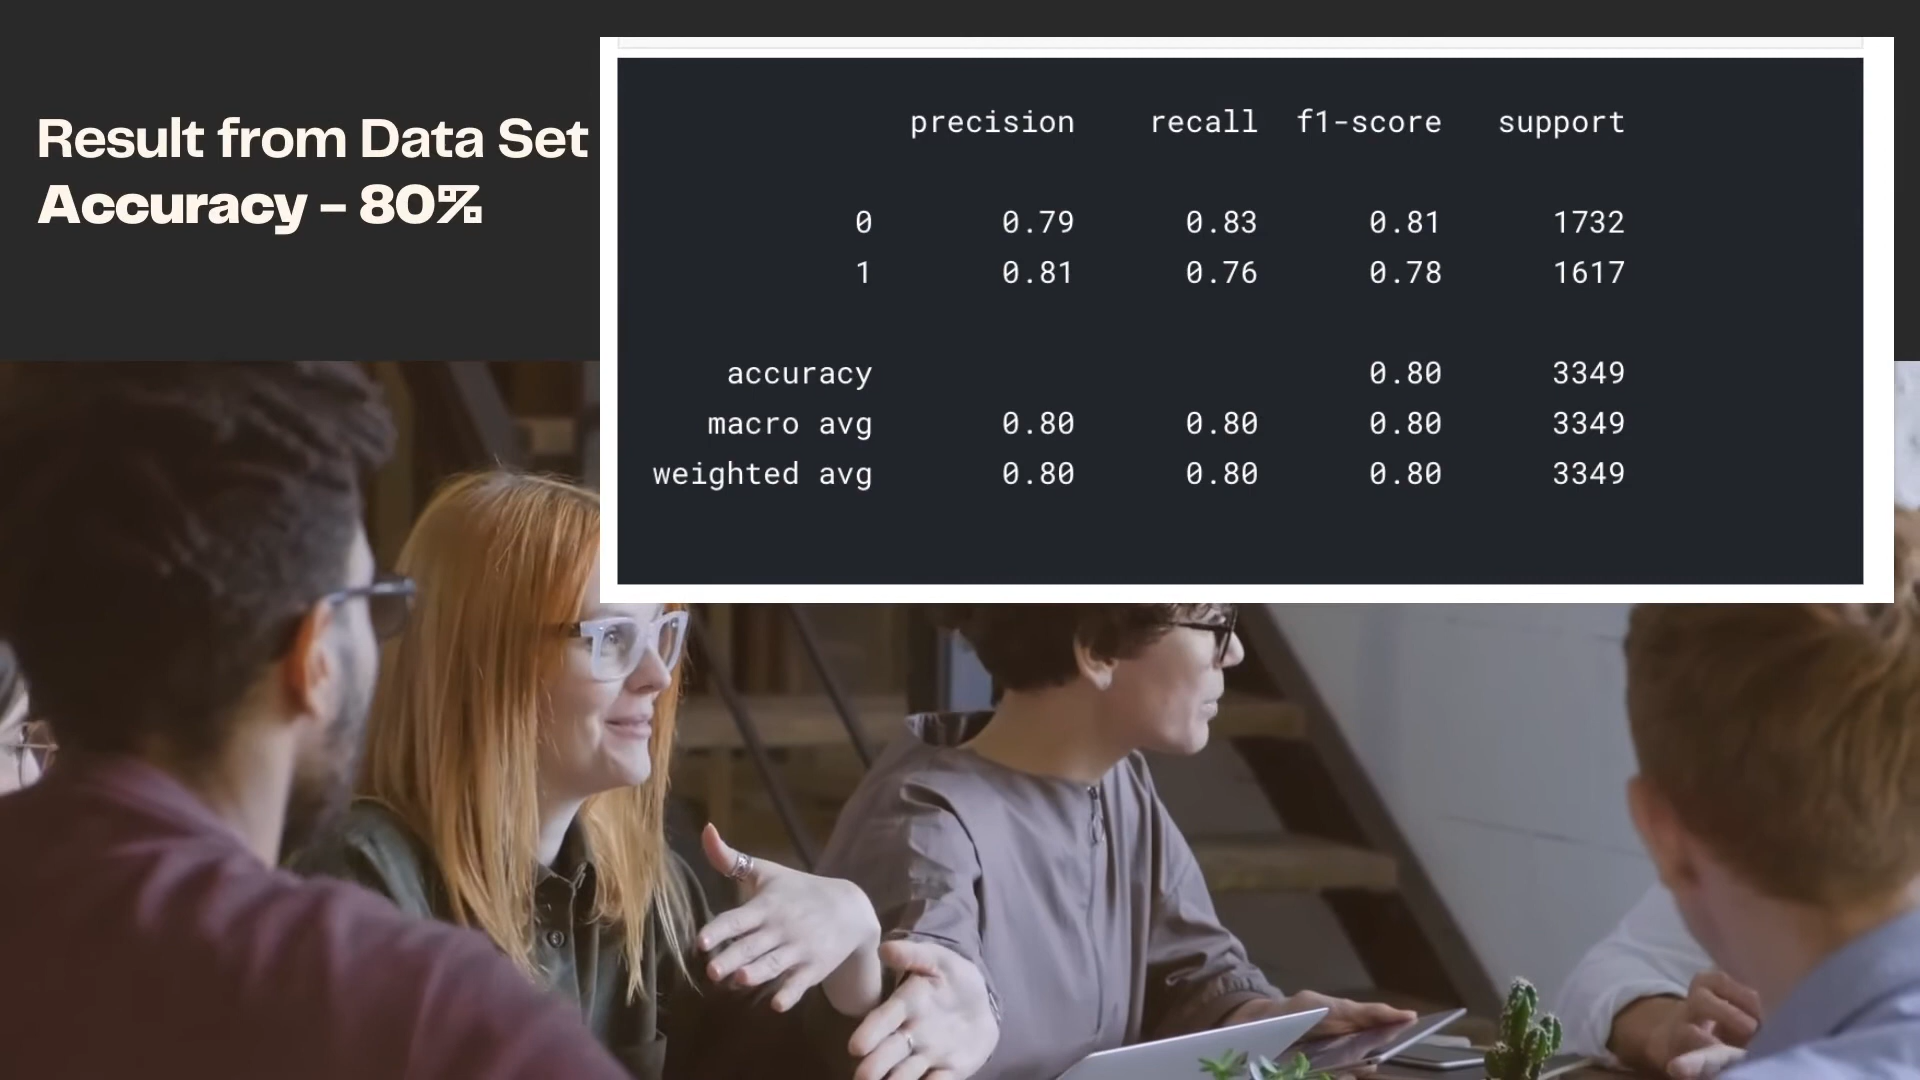 Result from Data Set
Accuracy - 80%
precision recall f1-score support
0 0.79 0.83 0.81 1732
1 0.81 0.76 0.78 1617
accuracy 0.80 3349
macro avg 0.80 0.80 0.80 3349
weighted avg 0.80 0.80 0.80 3349